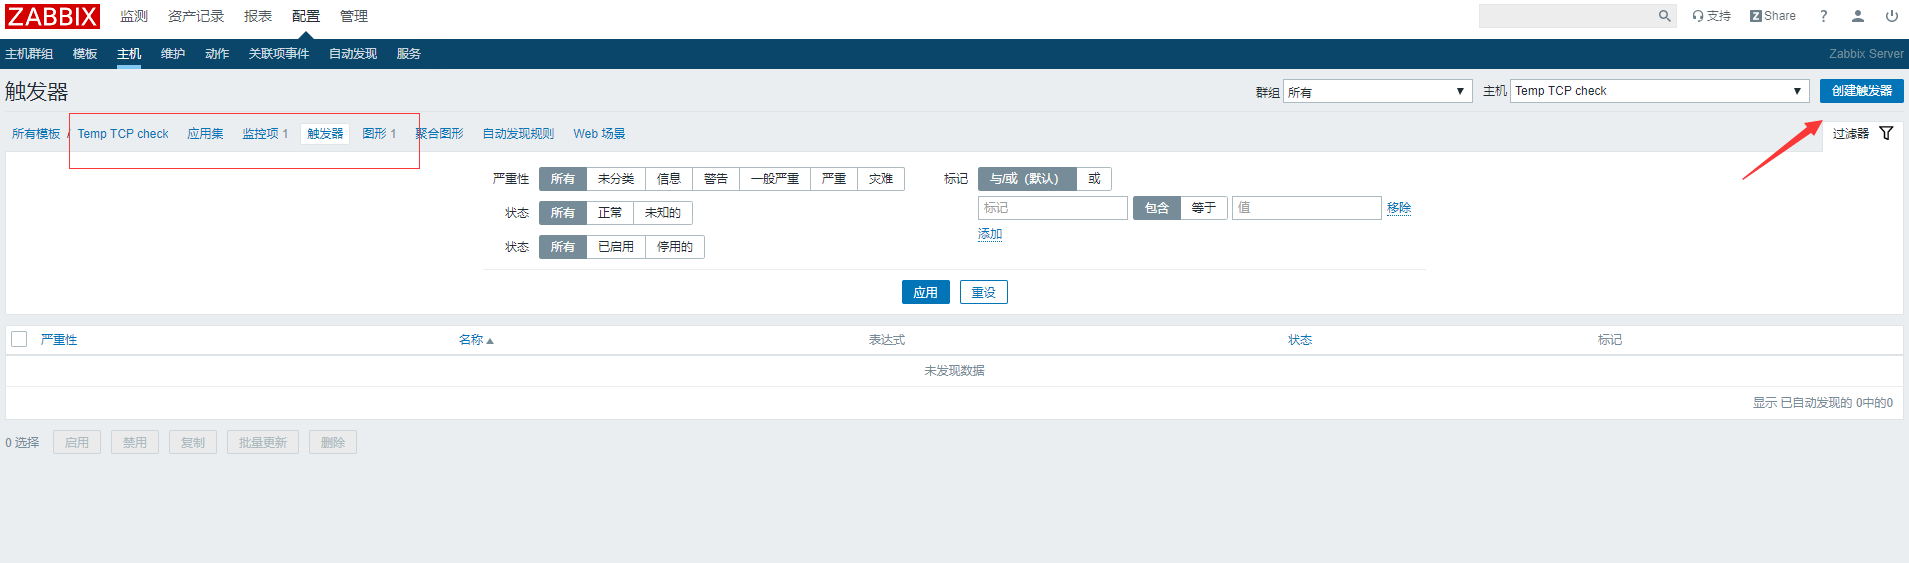 ZABBIX 监测 资产记录 报表 配置 管理 支持 Z Share ?
主机群组 模板 主机 维护 动作 关联项事件 自动发现 服务 Zabbix Server
触发器 群组 所有 主机 Temp TCP check 创建触发器
所有模板 / Temp TCP check 应用集 监控项 1 触发器 图形 1 聚合图形 自动发现规则 Web 场景 过滤器
严重性 所有 未分类 信息 警告 一般严重 严重 灾难 标记 与/或（默认） 或
状态 所有 正常 未知的 标记 包含 等于 值 移除
添加
状态 所有 已启用 停用的
应用 重设
严重性 名称 表达式 状态 标记
未发现数据
显示 已自动发现的 0中的0
0 选择 启用 禁用 复制 批量更新 删除